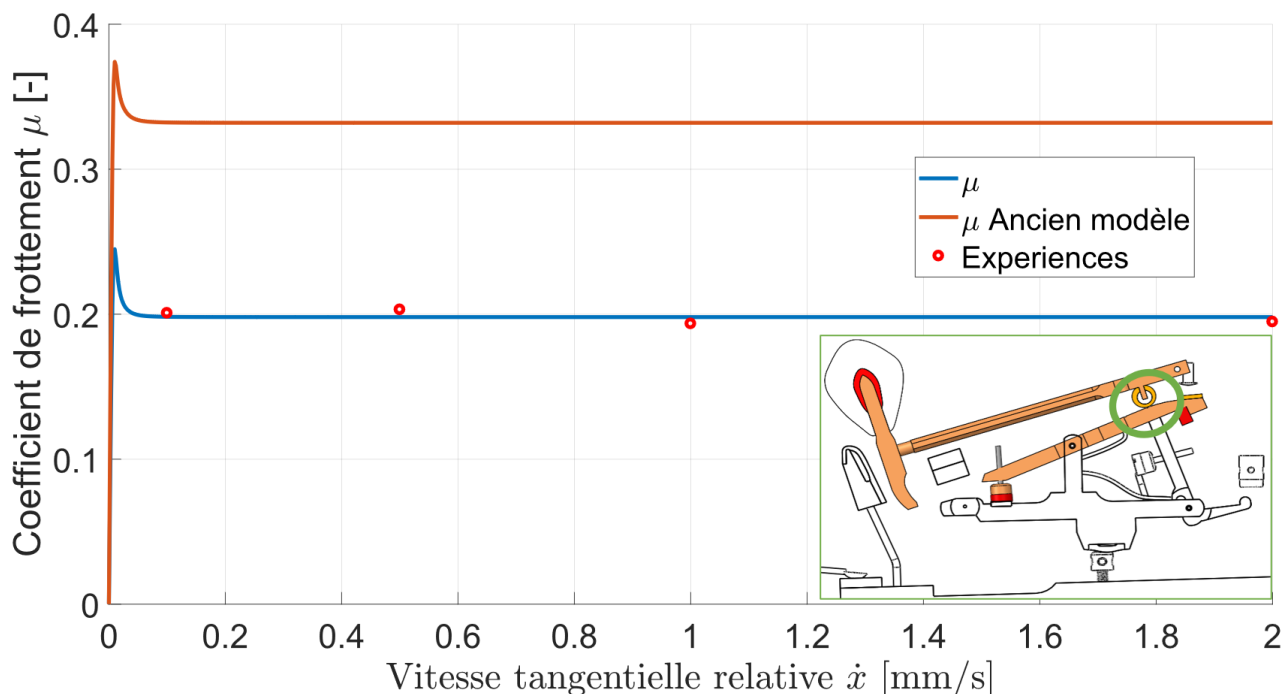 Coefficient de frottement μ [-]
0.4
0.3
0.2
0.1
0
μ
μ Ancien modèle
Experiences
0 0.2 0.4 0.6 0.8 1 1.2 1.4 1.6 1.8 2
Vitesse tangentielle relative ẋ [mm/s]